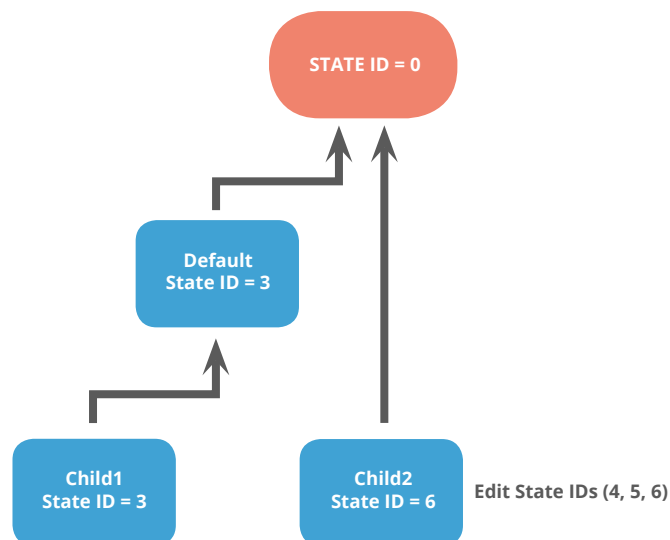 STATE ID = 0
Default
State ID = 3
Child1
State ID = 3
Child2
State ID = 6
Edit State IDs (4, 5, 6)